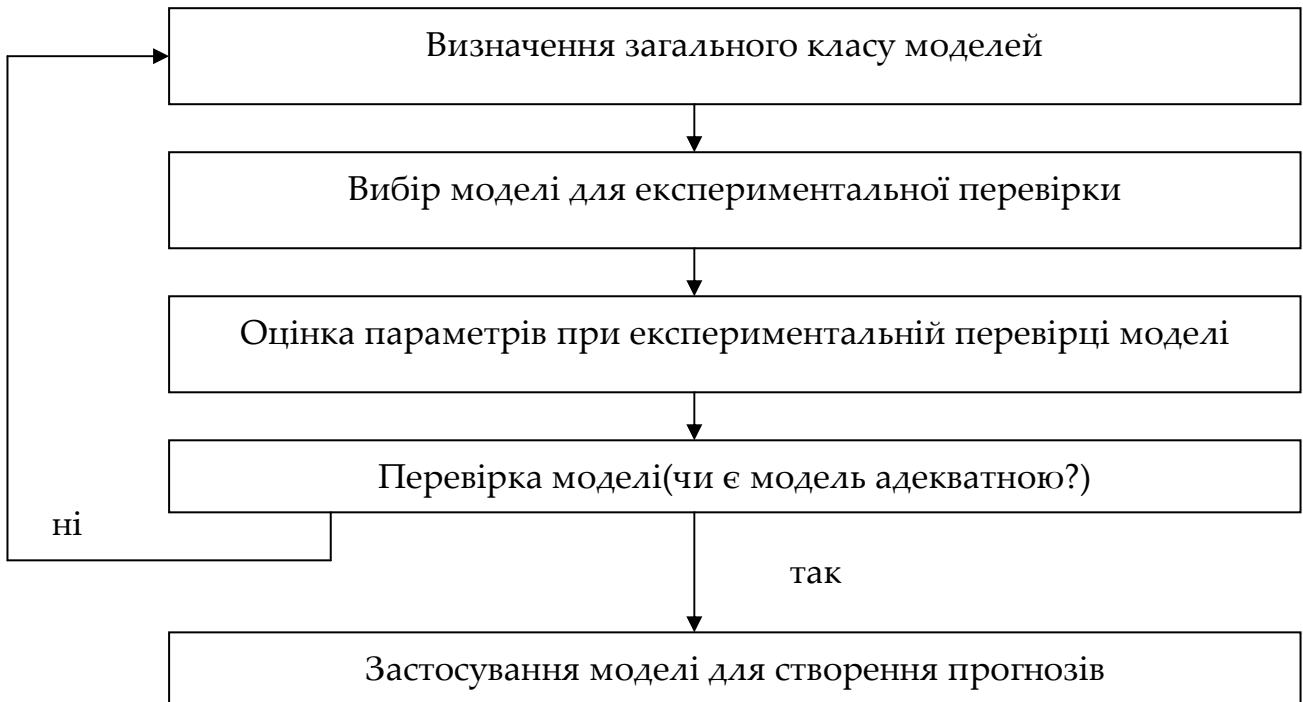 Визначення загального класу моделей
Вибір моделі для експериментальної перевірки
Оцінка параметрів при експериментальній перевірці моделі
Перевірка моделі(чи є модель адекватною?)
ні
так
Застосування моделі для створення прогнозів